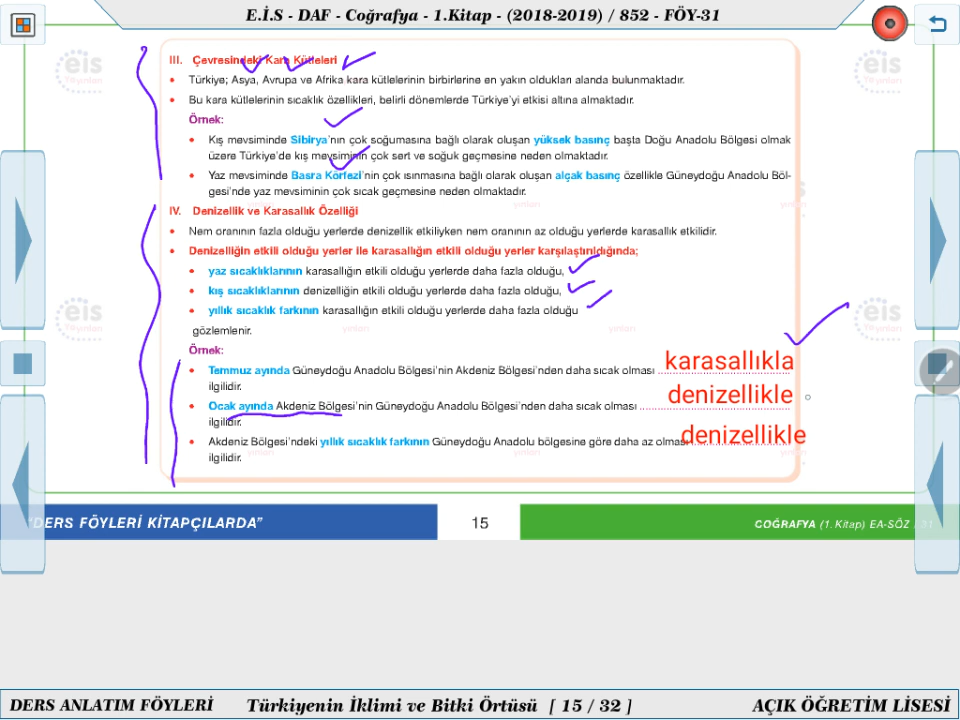 E.İ.S - DAF - Coğrafya - 1.Kitap - (2018-2019) / 852 - FÖY-31
eis
Yayınları
eis
Yayınları
III. Çevresindeki Kara Kütleleri
• Türkiye; Asya, Avrupa ve Afrika kara kütlelerinin birbirlerine en yakın oldukları alanda bulunmaktadır.
• Bu kara kütlelerinin sıcaklık özellikleri, belirli dönemlerde Türkiye'yi etkisi altına almaktadır.
Örnek:
• Kış mevsiminde Sibirya'nın çok soğumasına bağlı olarak oluşan yüksek basınç başta Doğu Anadolu Bölgesi olmak
üzere Türkiye'de kış mevsiminin çok sert ve soğuk geçmesine neden olmaktadır.
• Yaz mevsiminde Basra Körfezi'nin çok ısınmasına bağlı olarak oluşan alçak basınç özellikle Güneydoğu Anadolu Böl-
gesi'nde yaz mevsiminin çok sıcak geçmesine neden olmaktadır.
IV. Denizellik ve Karasallık Özelliği
• Nem oranının fazla olduğu yerlerde denizellik etkiliyken nem oranının az olduğu yerlerde karasallık etkilidir.
• Denizelliğin etkili olduğu yerler ile karasallığın etkili olduğu yerler karşılaştırıldığında;
• yaz sıcaklıklarının karasallığın etkili olduğu yerlerde daha fazla olduğu,
• kış sıcaklıklarının denizelliğin etkili olduğu yerlerde daha fazla olduğu,
• yıllık sıcaklık farkının karasallığın etkili olduğu yerlerde daha fazla olduğu
gözlemlenir.
eis
Yayınları
eis
Yayınları
Örnek:
• Temmuz ayında Güneydoğu Anadolu Bölgesi'nin Akdeniz Bölgesi'nden daha sıcak olması karasallıkla
ilgilidir.
• Ocak ayında Akdeniz Bölgesi'nin Güneydoğu Anadolu Bölgesi'nden daha sıcak olması denizellikle
ilgilidir.
• Akdeniz Bölgesi'ndeki yıllık sıcaklık farkının Güneydoğu Anadolu bölgesine göre daha az olması denizellikle
ilgilidir.
"DERS FÖYLERİ KİTAPÇILARDA"
15
COĞRAFYA (1. Kitap) EA-SÖZ / 31
DERS ANLATIM FÖYLERİ
Türkiyenin İklimi ve Bitki Örtüsü [ 15 / 32 ]
AÇIK ÖĞRETİM LİSESİ